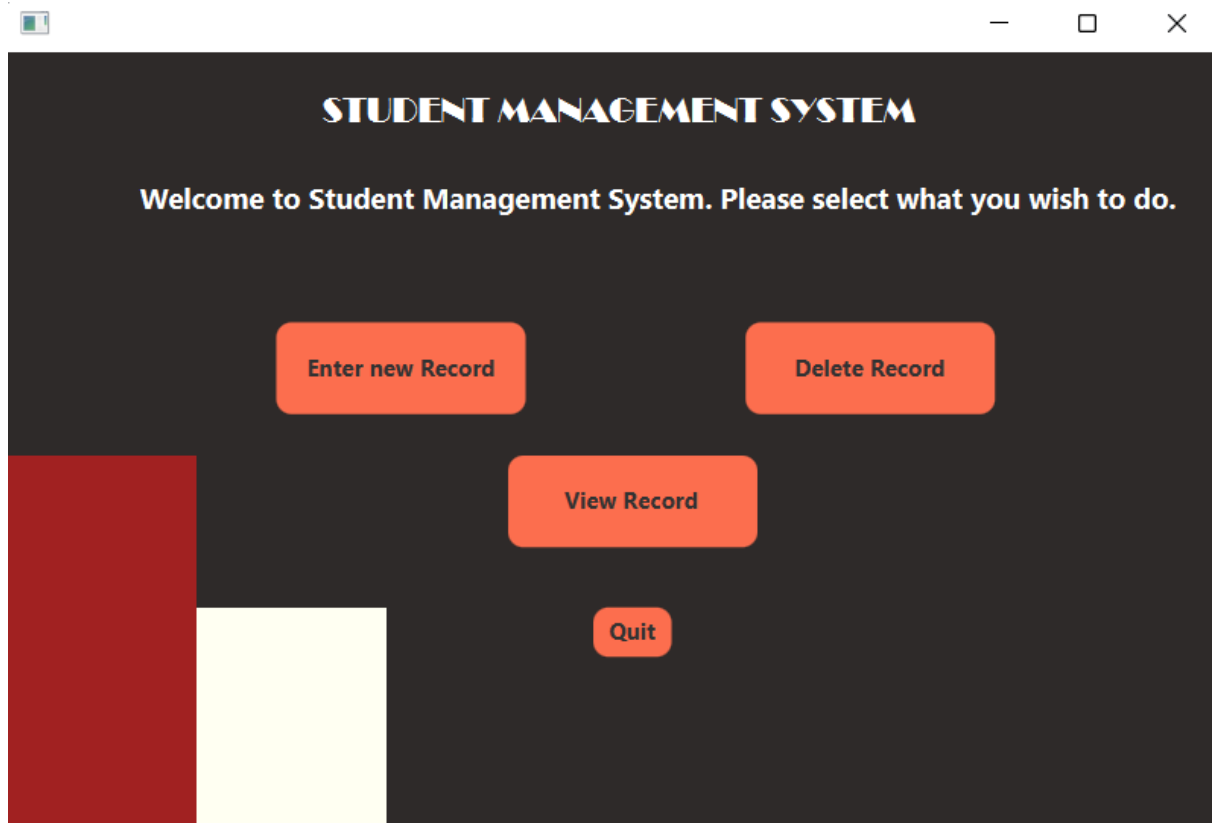 STUDENT MANAGEMENT SYSTEM
Welcome to Student Management System. Please select what you wish to do.
Enter new Record
Delete Record
View Record
Quit